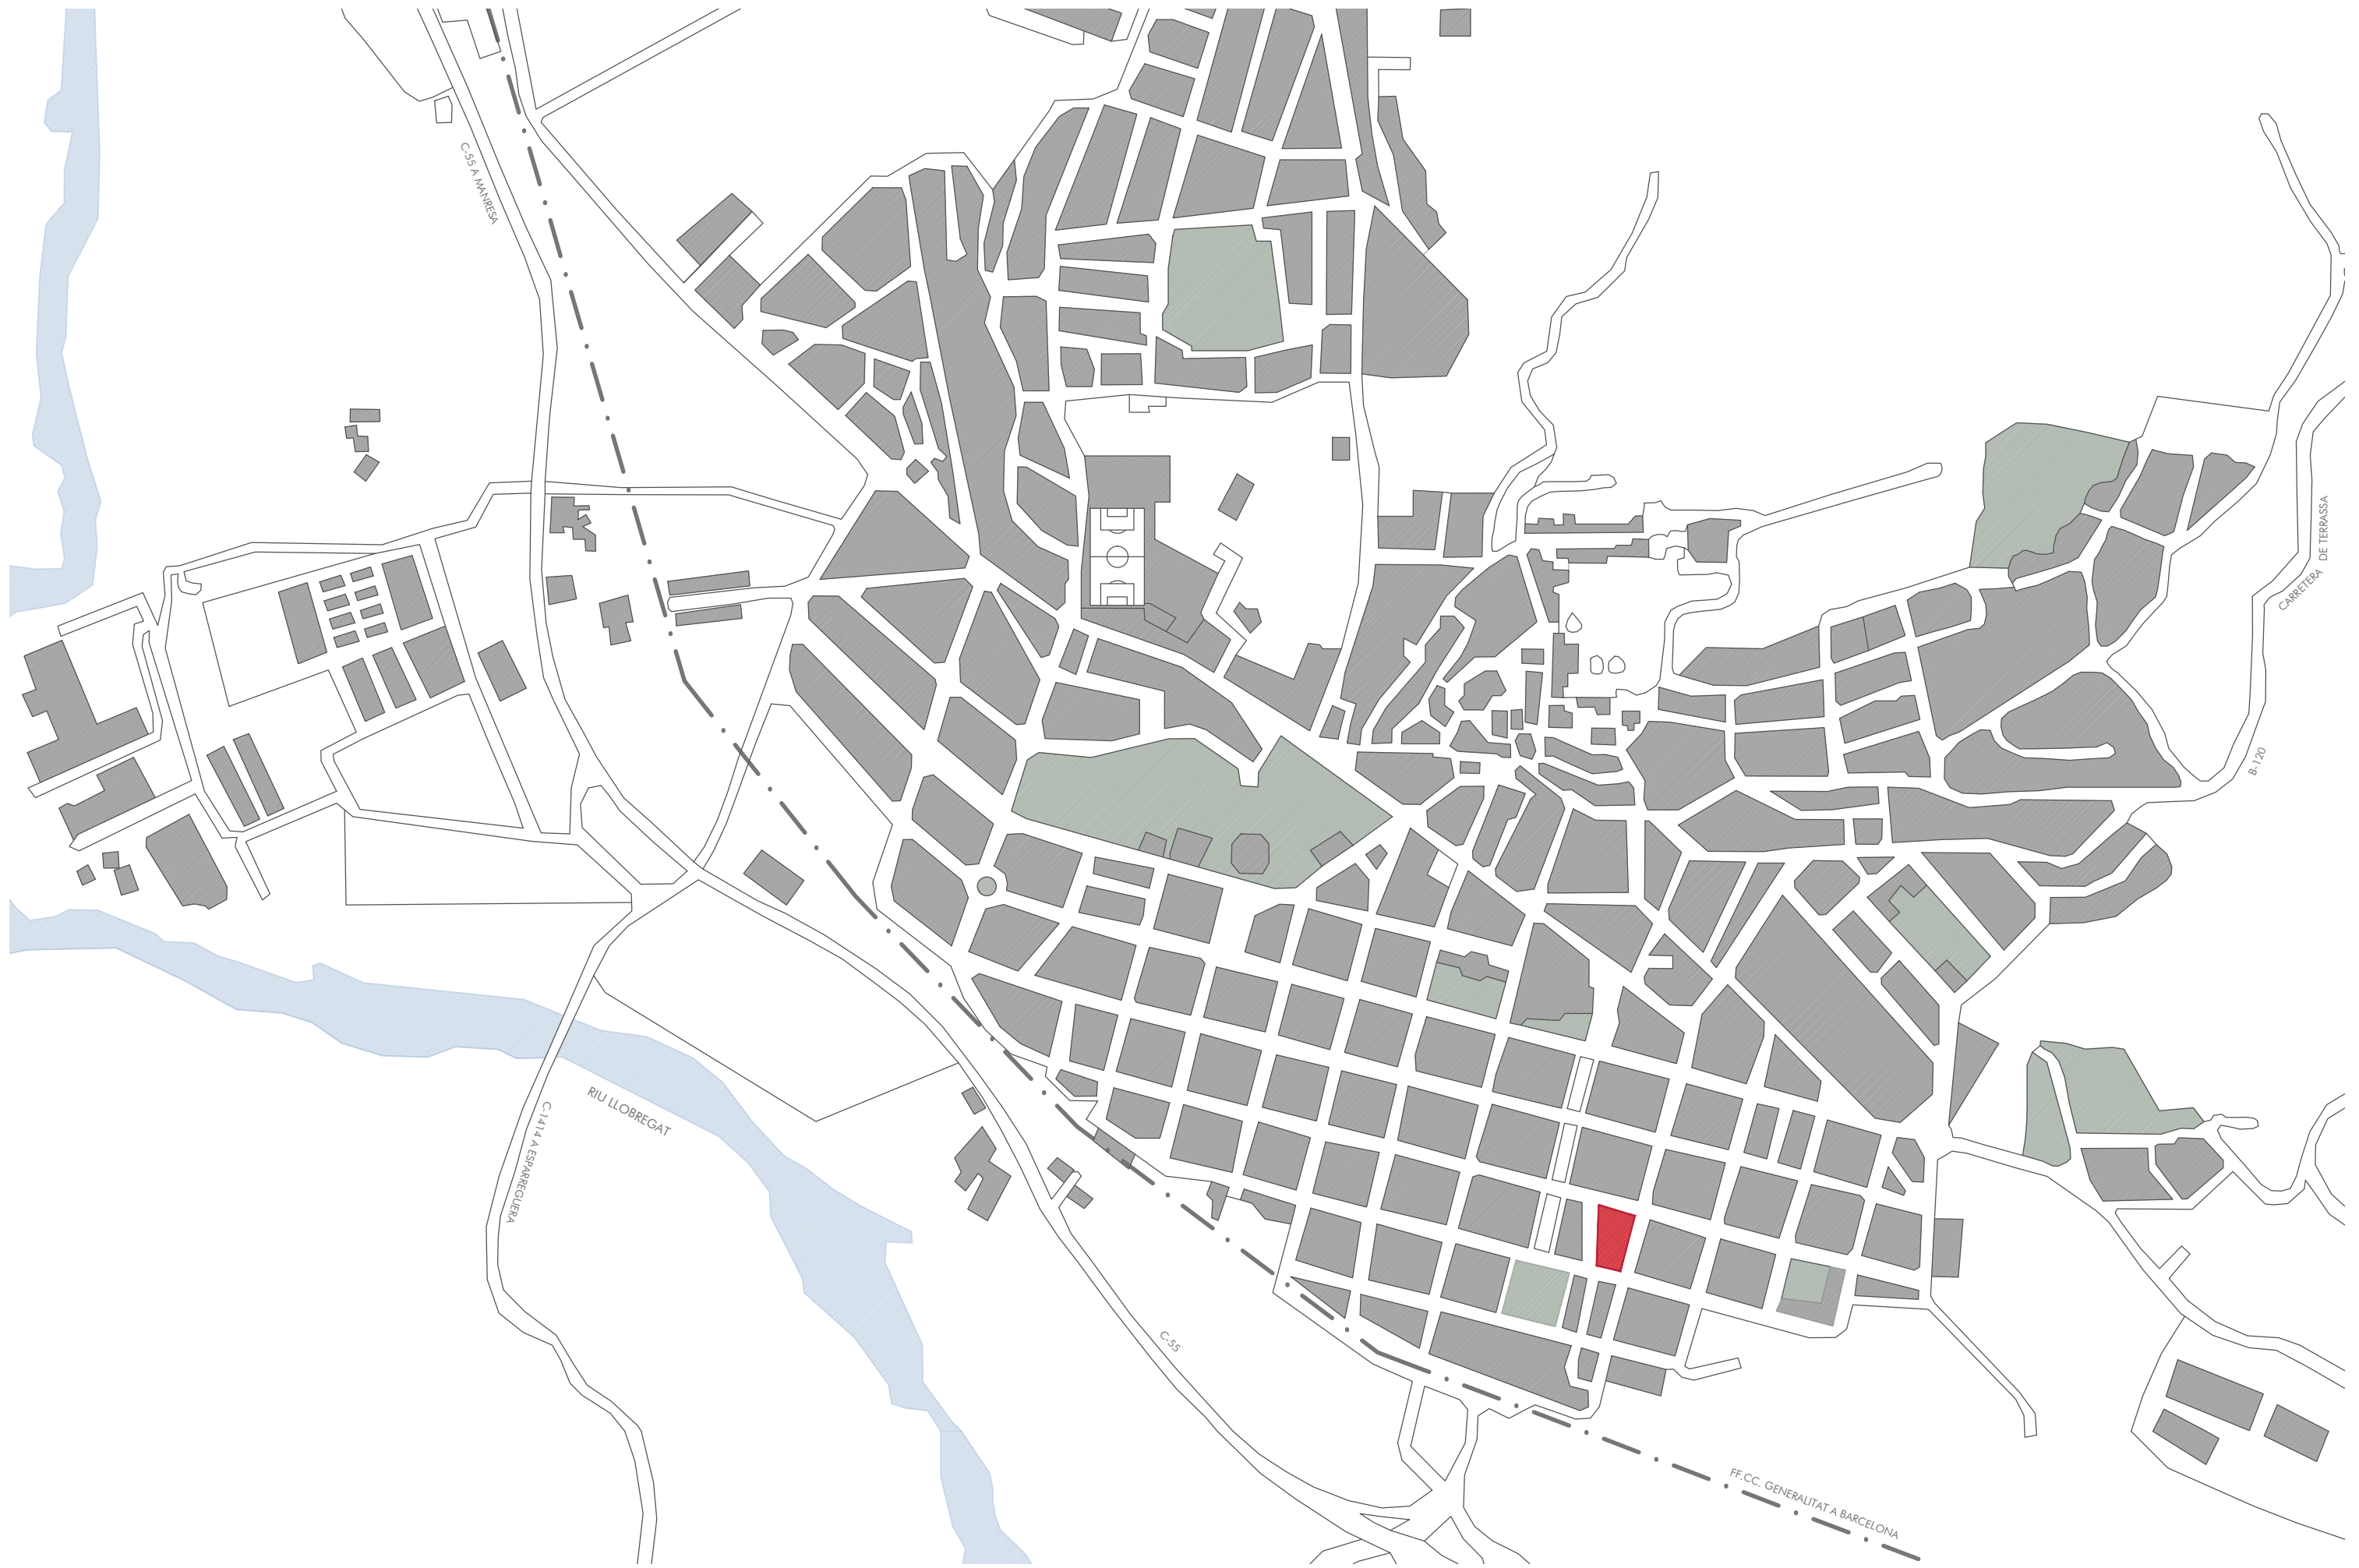 C-55 A MANRESA
CARRETERA DE TERRASSA
B-120
RIU LLOBREGAT
C-1414 A ESPARREGUERA
C-55
FF.CC. GENERALITAT A BARCELONA